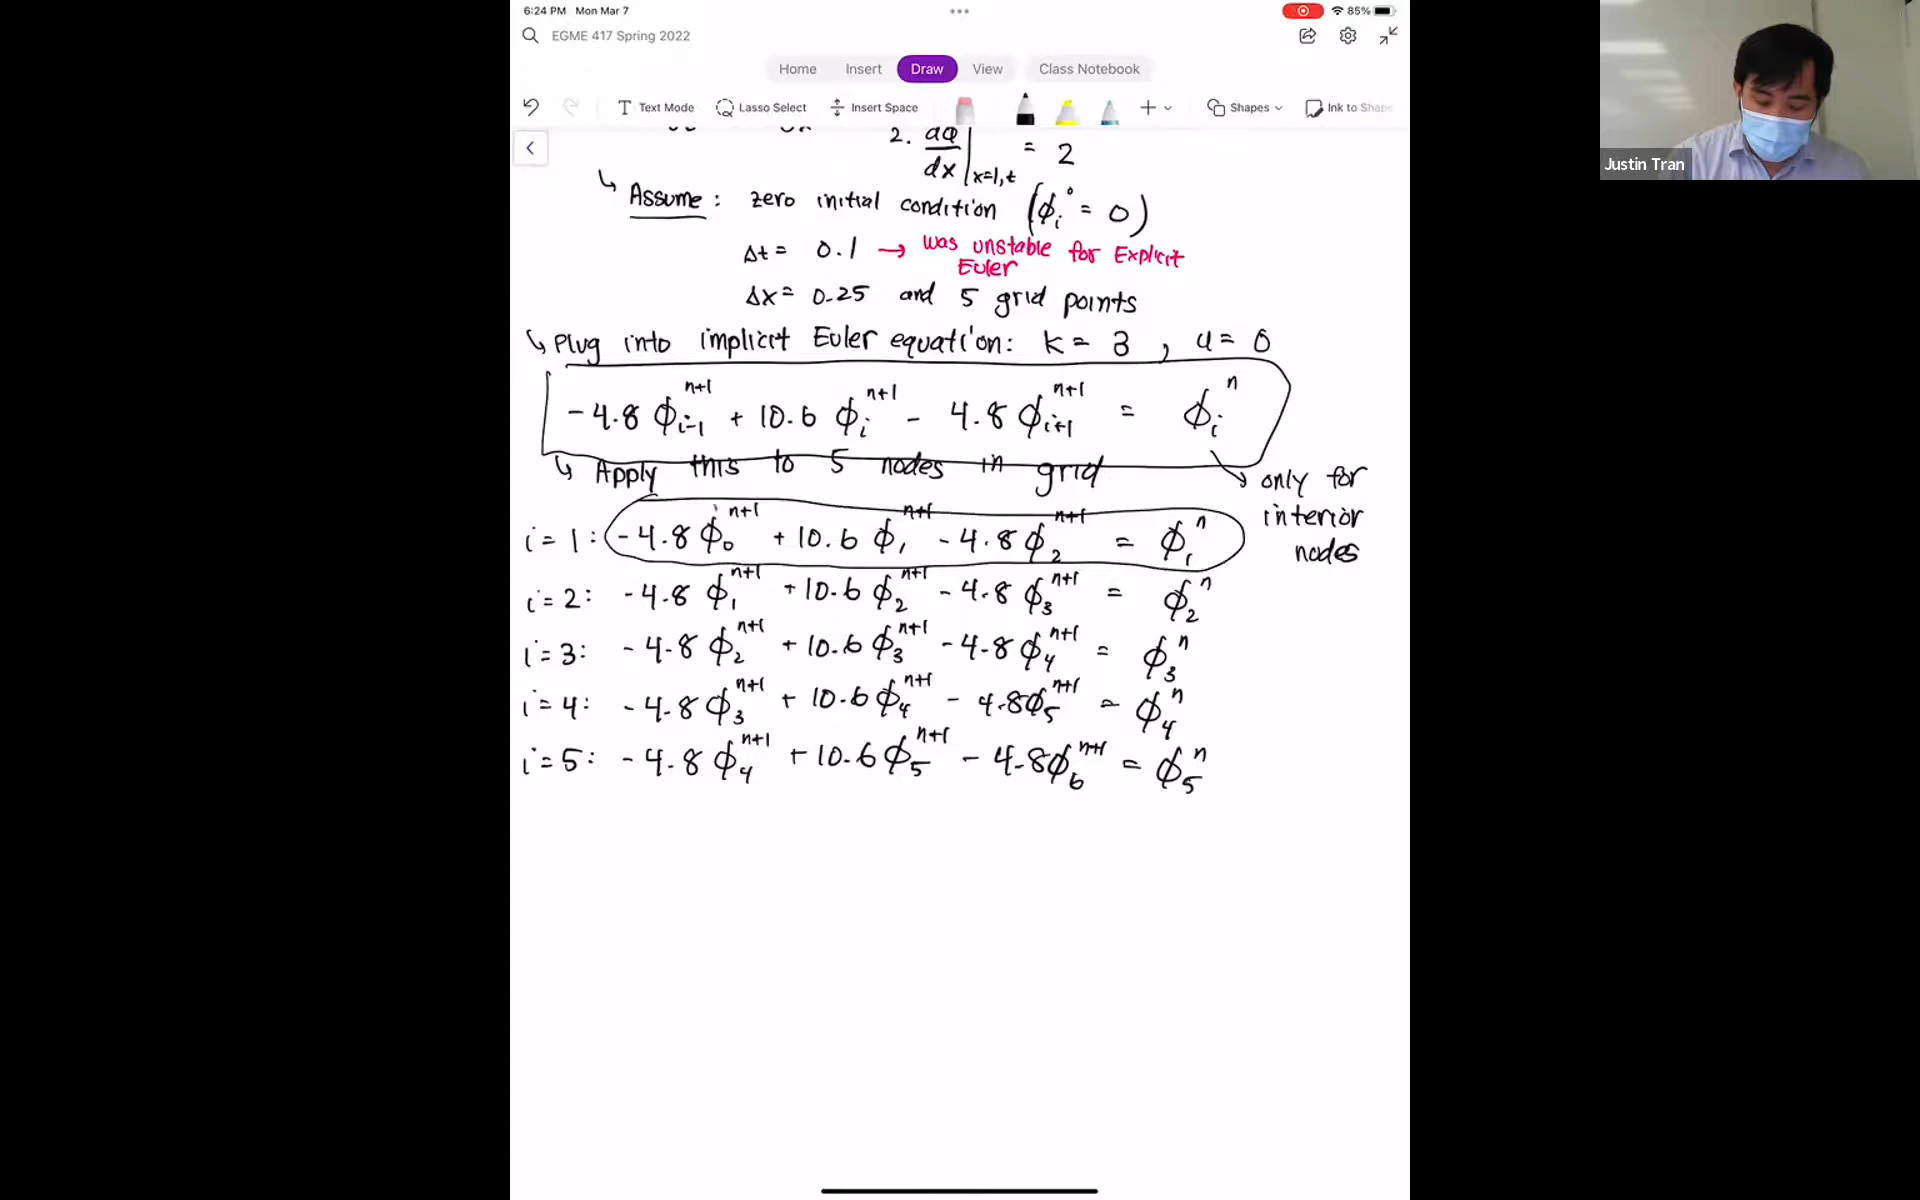 6:24 PM Mon Mar 7
85%
EGME 417 Spring 2022
Home Insert Draw View Class Notebook
Text Mode Lasso Select Insert Space Shapes Ink to Shape
2. dϕ/dx |x=1,t = 2
↳ Assume: zero initial condition (ϕᵢ⁰ = 0)
Δt = 0.1 → was unstable for Explicit
Euler
Δx = 0.25 and 5 grid points
↳ Plug into implicit Euler equation: k = 3, u = 0
-4.8 ϕᵢ₋₁ⁿ⁺¹ + 10.6 ϕᵢⁿ⁺¹ - 4.8 ϕᵢ₊₁ⁿ⁺¹ = ϕᵢⁿ
↳ Apply this to 5 nodes in grid
→ only for
interior
nodes
i = 1: -4.8 ϕ₀ⁿ⁺¹ + 10.6 ϕ₁ⁿ⁺¹ - 4.8 ϕ₂ⁿ⁺¹ = ϕ₁ⁿ
i = 2: -4.8 ϕ₁ⁿ⁺¹ + 10.6 ϕ₂ⁿ⁺¹ - 4.8 ϕ₃ⁿ⁺¹ = ϕ₂ⁿ
i = 3: -4.8 ϕ₂ⁿ⁺¹ + 10.6 ϕ₃ⁿ⁺¹ - 4.8 ϕ₄ⁿ⁺¹ = ϕ₃ⁿ
i = 4: -4.8 ϕ₃ⁿ⁺¹ + 10.6 ϕ₄ⁿ⁺¹ - 4.8 ϕ₅ⁿ⁺¹ = ϕ₄ⁿ
i = 5: -4.8 ϕ₄ⁿ⁺¹ + 10.6 ϕ₅ⁿ⁺¹ - 4.8 ϕ₆ⁿ⁺¹ = ϕ₅ⁿ
Justin Tran